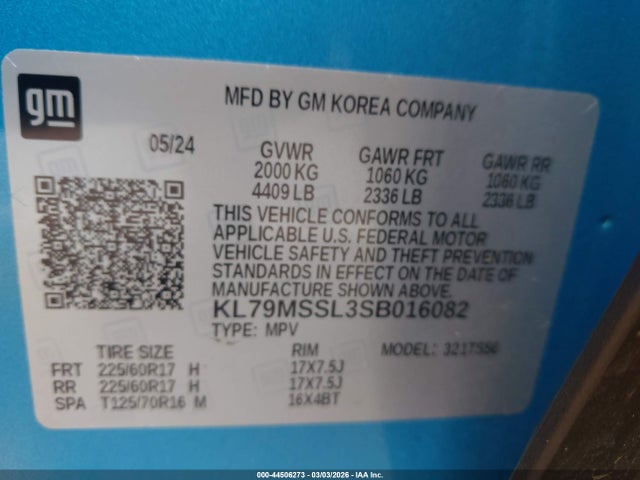 gm
MFD BY GM KOREA COMPANY
05/24 GVWR GAWR FRT GAWR RR
2000 KG 1060 KG 1060 KG
4409 LB 2336 LB 2336 LB
THIS VEHICLE CONFORMS TO ALL
APPLICABLE U.S. FEDERAL MOTOR
VEHICLE SAFETY AND THEFT PREVENTION
STANDARDS IN EFFECT ON THE DATE OF
MANUFACTURE SHOWN ABOVE.
KL79MSSL3SB016082
TYPE: MPV
TIRE SIZE RIM MODEL:
FRT 225/60R17 H 17X7.5J
RR 225/60R17 H 17X7.5J
SPA T125/70R16 M 16X4BT
000-44506273 - 03/03/2026 - IAA Inc.